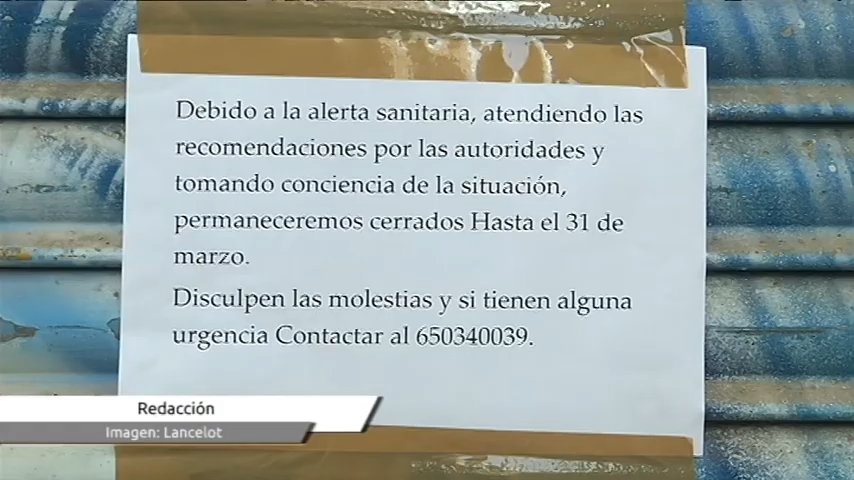 Debido a la alerta sanitaria, atendiendo las
recomendaciones por las autoridades y
tomando conciencia de la situación,
permaneceremos cerrados Hasta el 31 de
marzo.
Disculpen las molestias y si tienen alguna
urgencia Contactar al 650340039.
Redacción
Imagen: Lancelot